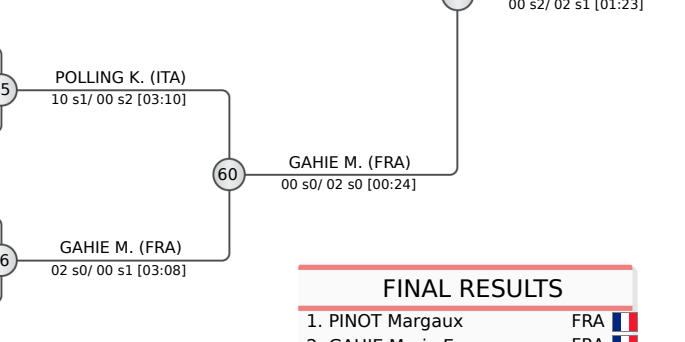 00 s2/ 02 s1 [01:23]
POLLING K. (ITA)
5
10 s1/ 00 s2 [03:10]
GAHIE M. (FRA)
60
00 s0/ 02 s0 [00:24]
GAHIE M. (FRA)
6
02 s0/ 00 s1 [03:08]
FINAL RESULTS
1. PINOT Margaux FRA